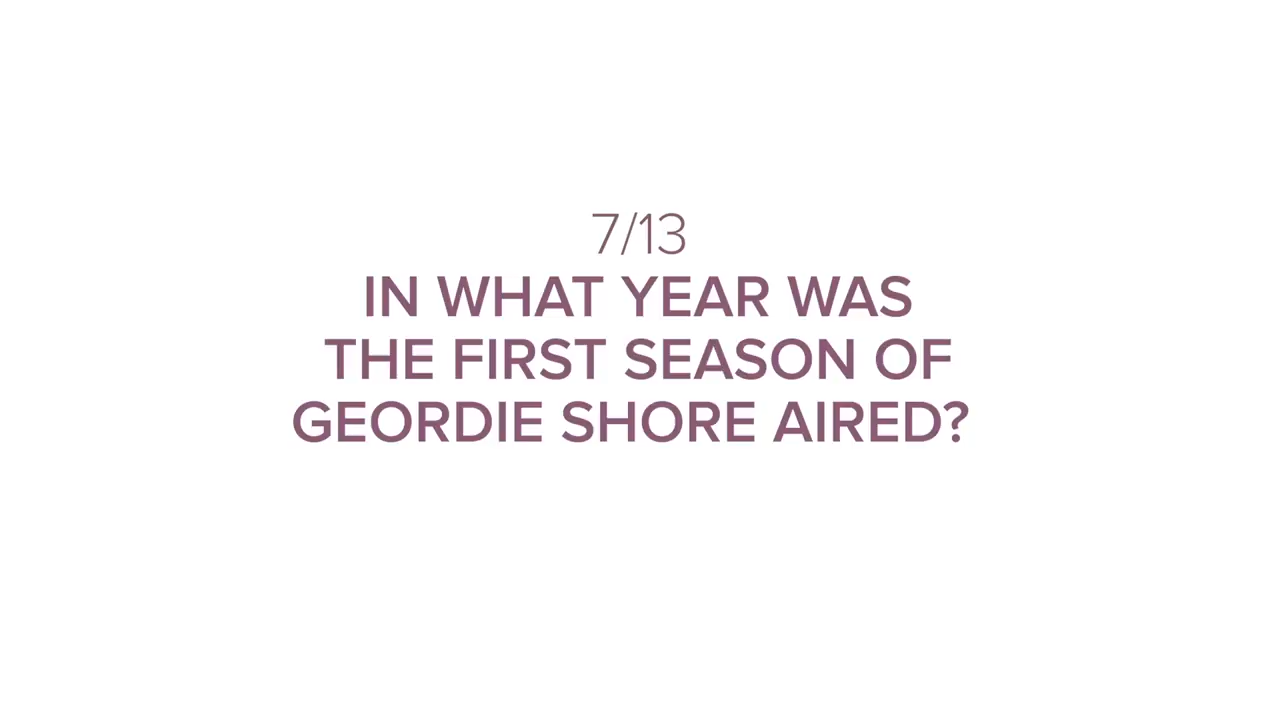 7/13
IN WHAT YEAR WAS
THE FIRST SEASON OF
GEORDIE SHORE AIRED?